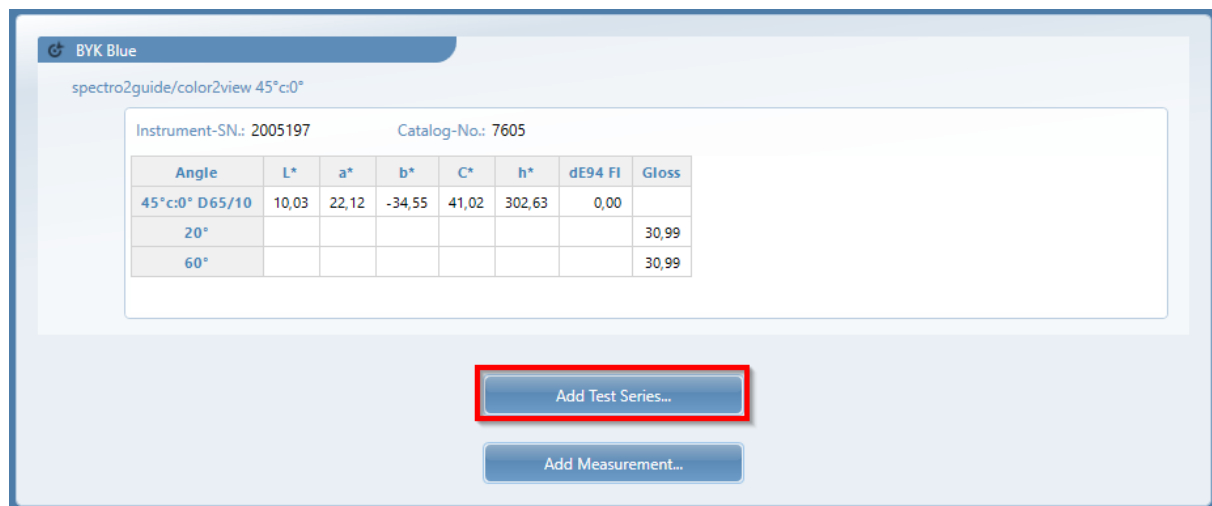 BYK Blue
spectro2guide/color2view 45°c:0°
Instrument-SN.: 2005197 Catalog-No.: 7605
Angle L* a* b* C* h* dE94 Fl Gloss
45°c:0° D65/10 10,03 22,12 -34,55 41,02 302,63 0,00
20° 30,99
60° 30,99
Add Test Series...
Add Measurement...